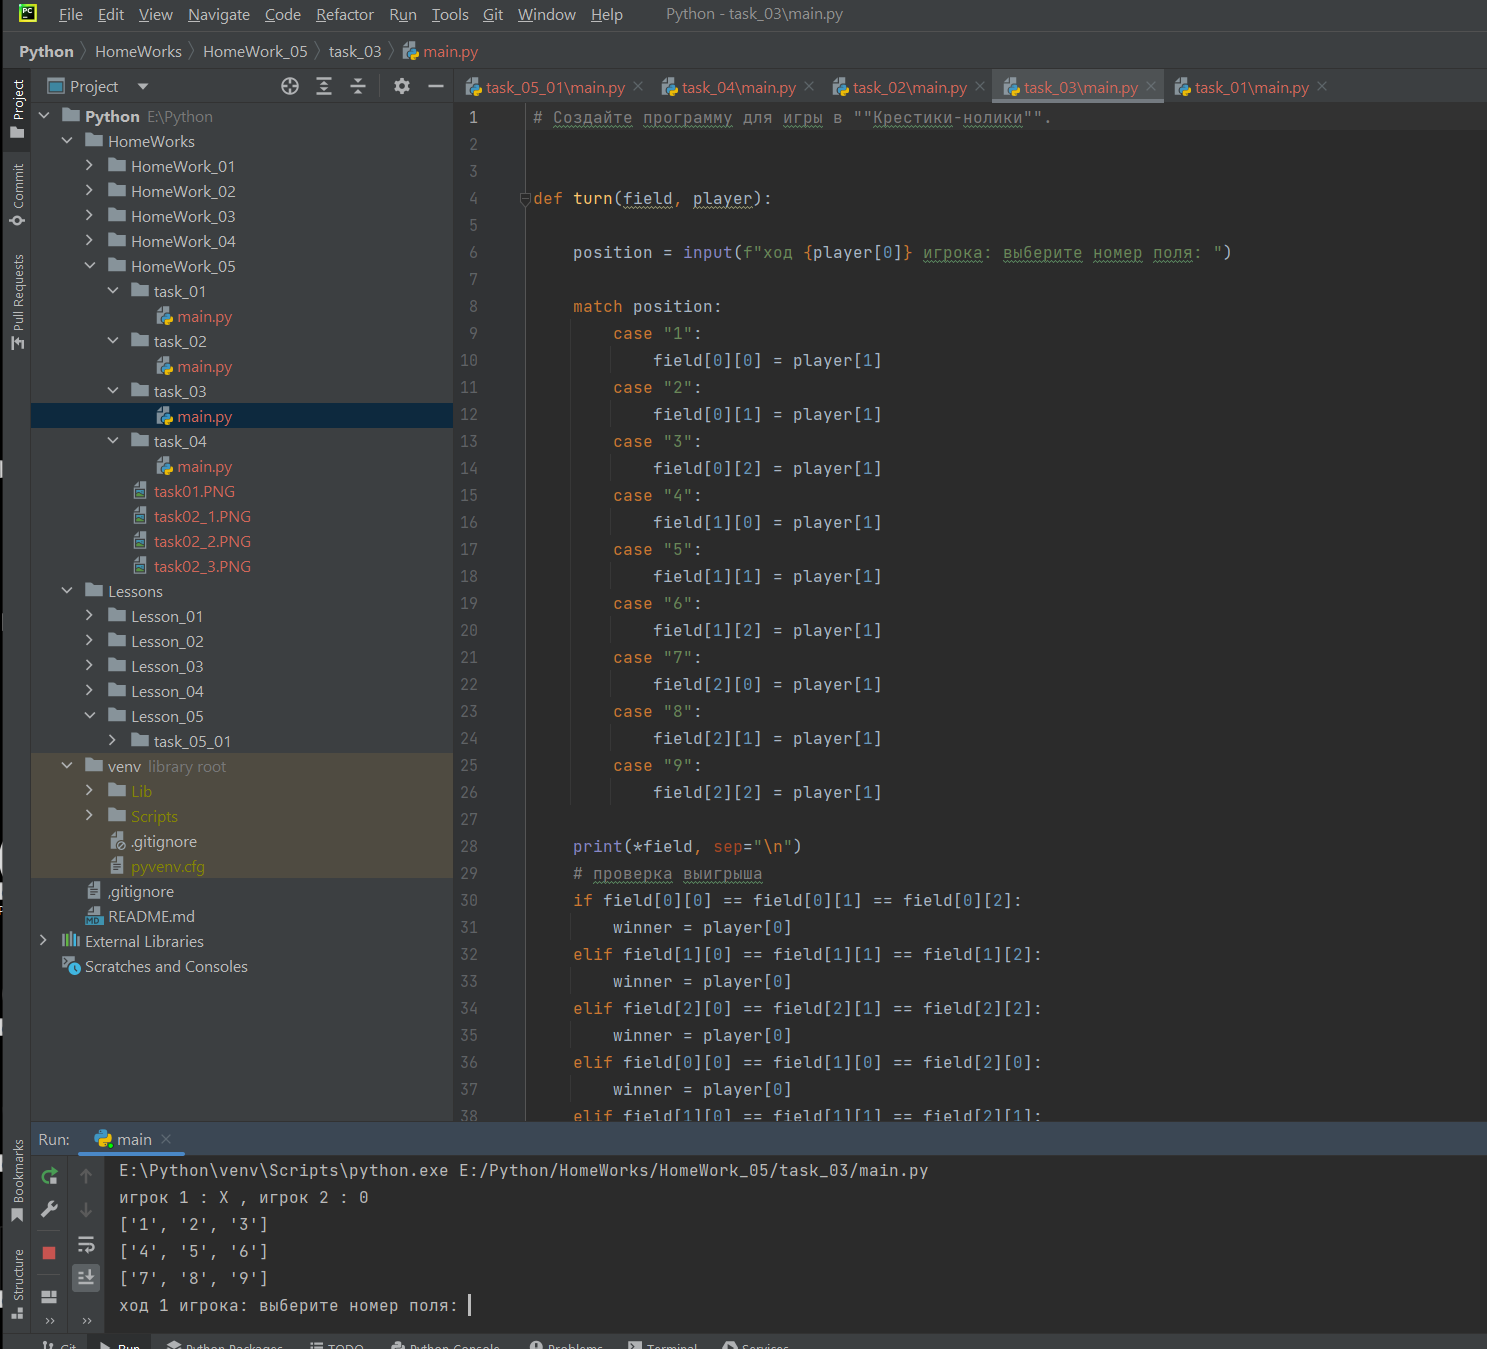 PC
File Edit View Navigate Code Refactor Run Tools Git Window Help Python - task_03\main.py
Python HomeWorks HomeWork_05 task_03 main.py
Project
Commit
Pull Requests
Bookmarks
Structure
Project
Python E:\Python
HomeWorks
HomeWork_01
HomeWork_02
HomeWork_03
HomeWork_04
HomeWork_05
task_01
main.py
task_02
main.py
task_03
main.py
task_04
main.py
task01.PNG
task02_1.PNG
task02_2.PNG
task02_3.PNG
Lessons
Lesson_01
Lesson_02
Lesson_03
Lesson_04
Lesson_05
task_05_01
venv library root
Lib
Scripts
.gitignore
pyvenv.cfg
.gitignore
MD README.md
External Libraries
Scratches and Consoles
task_05_01\main.py task_04\main.py task_02\main.py task_03\main.py task_01\main.py
1 # Создайте программу для игры в ""Крестики-нолики"".
2
3
4 def turn(field, player):
5
6 position = input(f"ход {player[0]} игрока: выберите номер поля: ")
7
8 match position:
9 case "1":
10 field[0][0] = player[1]
11 case "2":
12 field[0][1] = player[1]
13 case "3":
14 field[0][2] = player[1]
15 case "4":
16 field[1][0] = player[1]
17 case "5":
18 field[1][1] = player[1]
19 case "6":
20 field[1][2] = player[1]
21 case "7":
22 field[2][0] = player[1]
23 case "8":
24 field[2][1] = player[1]
25 case "9":
26 field[2][2] = player[1]
27
28 print(*field, sep="\n")
29 # проверка выигрыша
30 if field[0][0] == field[0][1] == field[0][2]:
31 winner = player[0]
32 elif field[1][0] == field[1][1] == field[1][2]:
33 winner = player[0]
34 elif field[2][0] == field[2][1] == field[2][2]:
35 winner = player[0]
36 elif field[0][0] == field[1][0] == field[2][0]:
37 winner = player[0]
38 elif field[1][0] == field[1][1] == field[2][1]:
Run: main
E:\Python\venv\Scripts\python.exe E:/Python/HomeWorks/HomeWork_05/task_03/main.py
игрок 1 : X , игрок 2 : 0
['1', '2', '3']
['4', '5', '6']
['7', '8', '9']
ход 1 игрока: выберите номер поля:
Git Run Python Packages TODO Python Console Problems Terminal Services